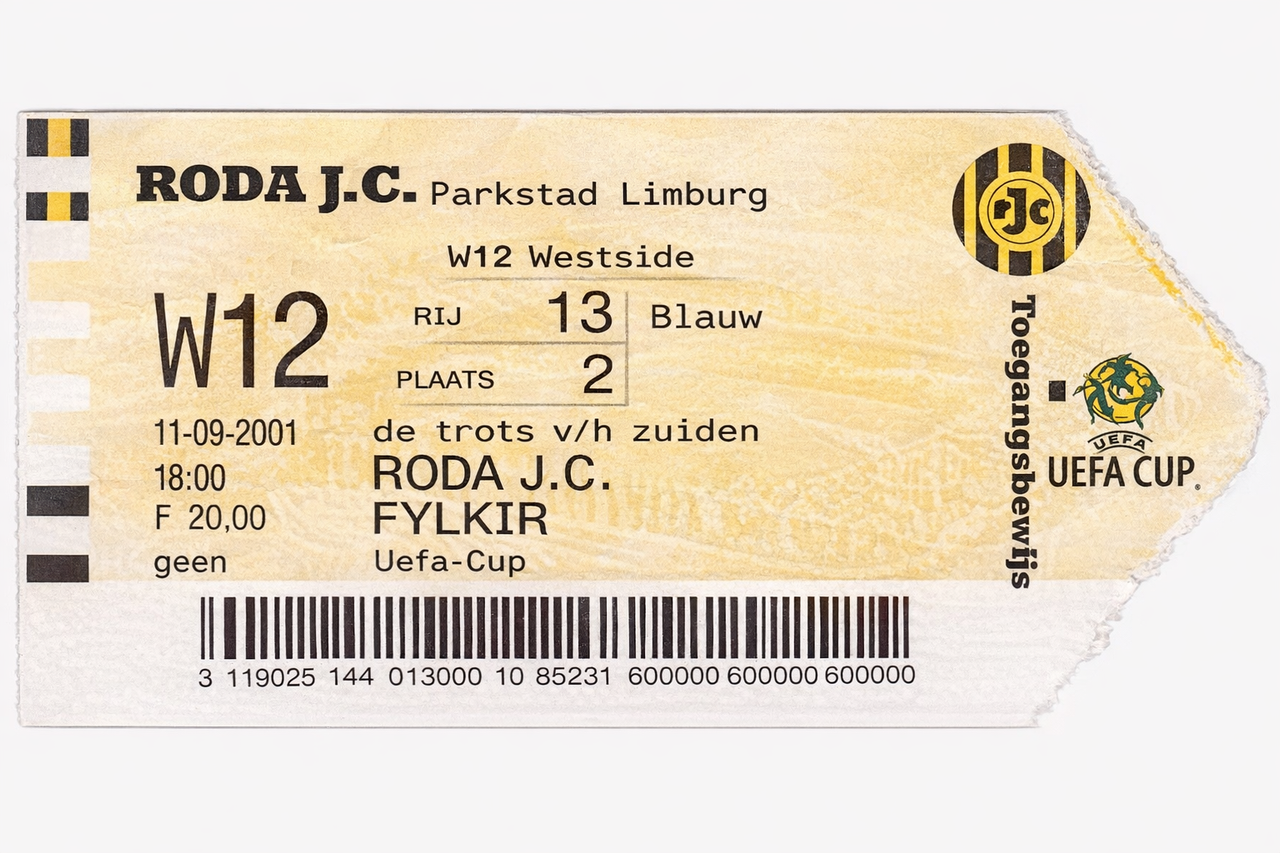 RODA J.C. Parkstad Limburg
W12 Westside
W12
RIJ 13 Blauw
PLAATS 2
11-09-2001 de trots v/h zuiden
18:00 RODA J.C.
F 20,00 FYLKIR
geen Uefa-Cup
3 119025 144 013000 10 85231 600000 600000 600000
rJc
Toegangsbewijs
UEFA
UEFA CUP®